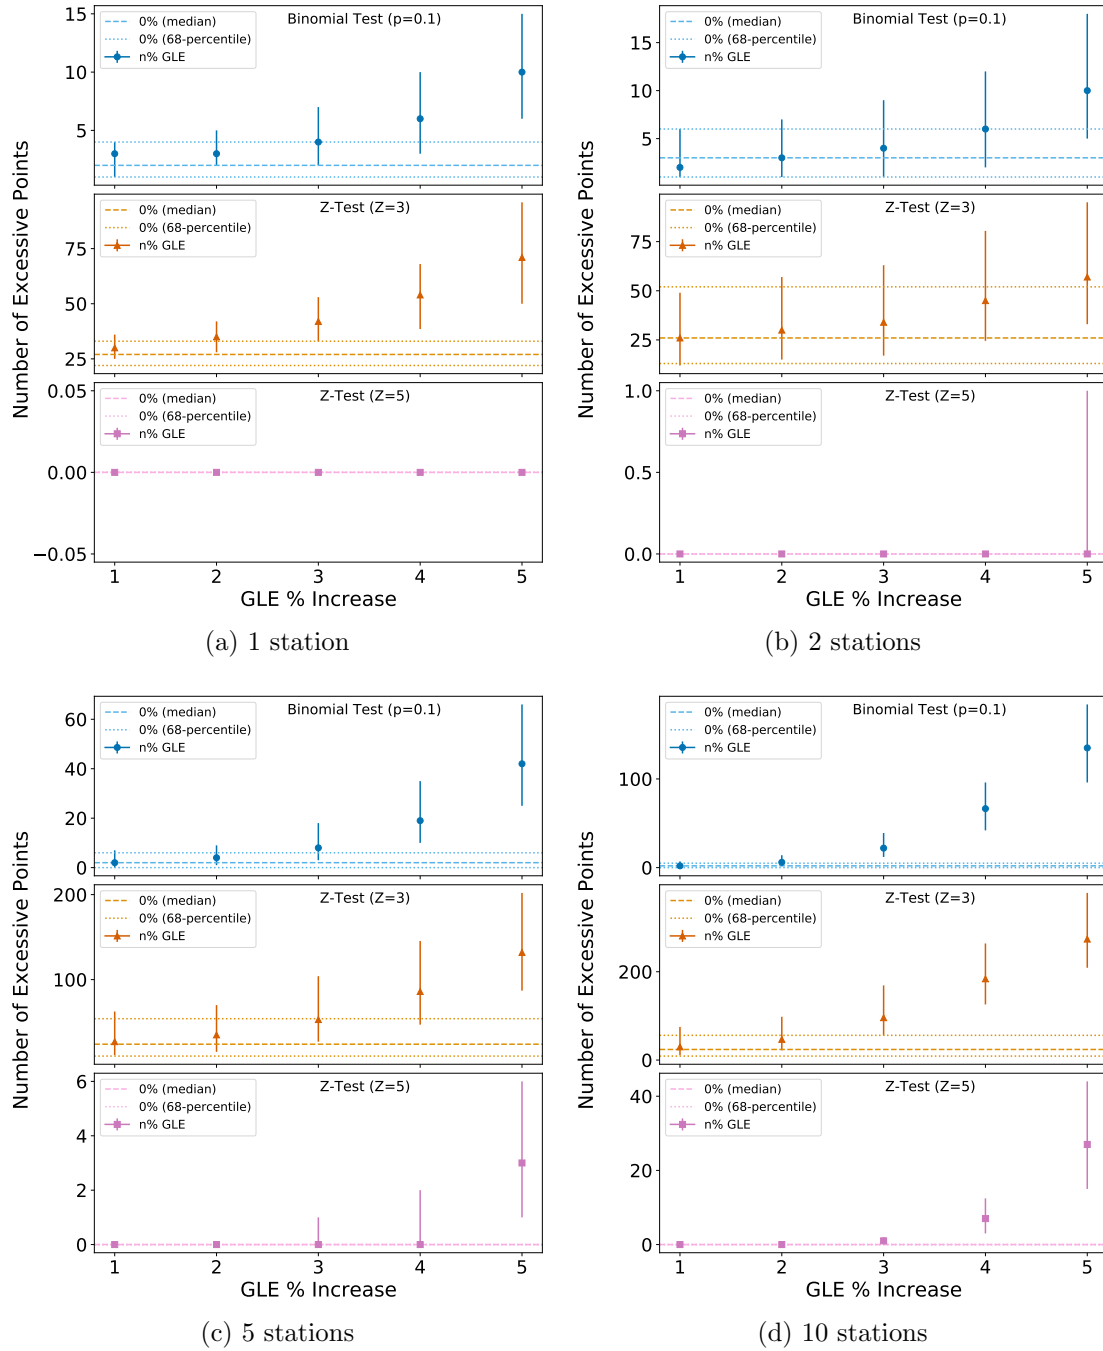 Number of Excessive Points
15
10
5
0% (median)
0% (68-percentile)
n% GLE
Binomial Test (p=0.1)
75
50
25
0% (median)
0% (68-percentile)
n% GLE
Z-Test (Z=3)
0.05
0.00
−0.05
0% (median)
0% (68-percentile)
n% GLE
Z-Test (Z=5)
1 2 3 4 5
GLE % Increase
(a) 1 station
Number of Excessive Points
15
10
5
0% (median)
0% (68-percentile)
n% GLE
Binomial Test (p=0.1)
75
50
25
0% (median)
0% (68-percentile)
n% GLE
Z-Test (Z=3)
1.0
0.5
0.0
0% (median)
0% (68-percentile)
n% GLE
Z-Test (Z=5)
1 2 3 4 5
GLE % Increase
(b) 2 stations
Number of Excessive Points
60
40
20
0
0% (median)
0% (68-percentile)
n% GLE
Binomial Test (p=0.1)
200
100
0% (median)
0% (68-percentile)
n% GLE
Z-Test (Z=3)
6
4
2
0
0% (median)
0% (68-percentile)
n% GLE
Z-Test (Z=5)
1 2 3 4 5
GLE % Increase
(c) 5 stations
Number of Excessive Points
100
0
0% (median)
0% (68-percentile)
n% GLE
Binomial Test (p=0.1)
200
0
0% (median)
0% (68-percentile)
n% GLE
Z-Test (Z=3)
40
20
0
0% (median)
0% (68-percentile)
n% GLE
Z-Test (Z=5)
1 2 3 4 5
GLE % Increase
(d) 10 stations